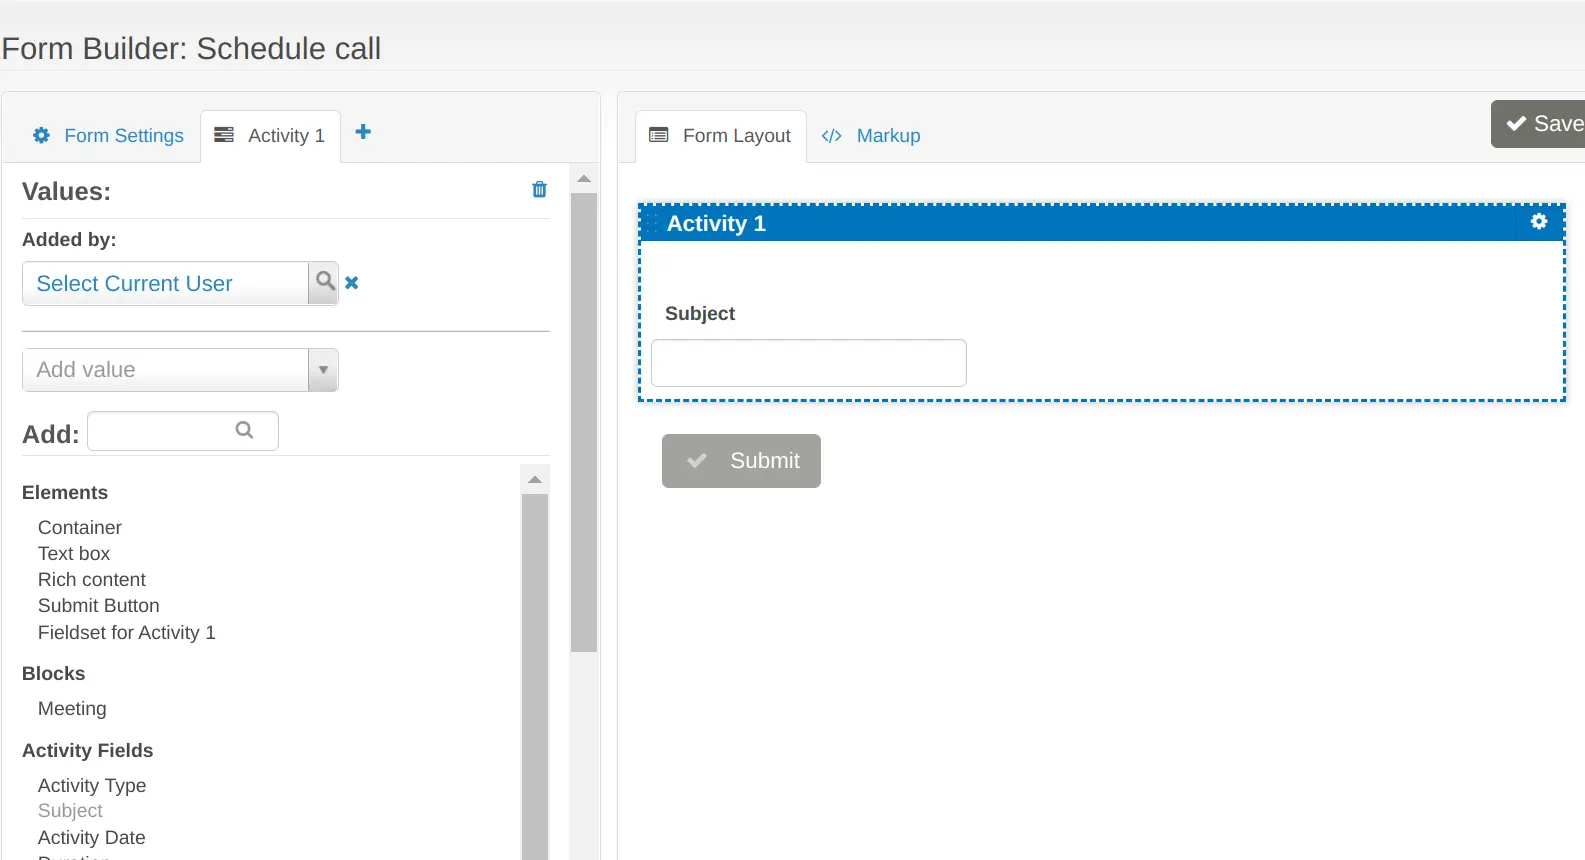 Form Builder: Schedule call
Form Settings
Activity 1
Values:
Added by:
Select Current User
Add value
Add:
Elements
Container
Text box
Rich content
Submit Button
Fieldset for Activity 1
Blocks
Meeting
Activity Fields
Activity Type
Subject
Activity Date
Form Layout
</> Markup
Save
Activity 1
Subject
Submit